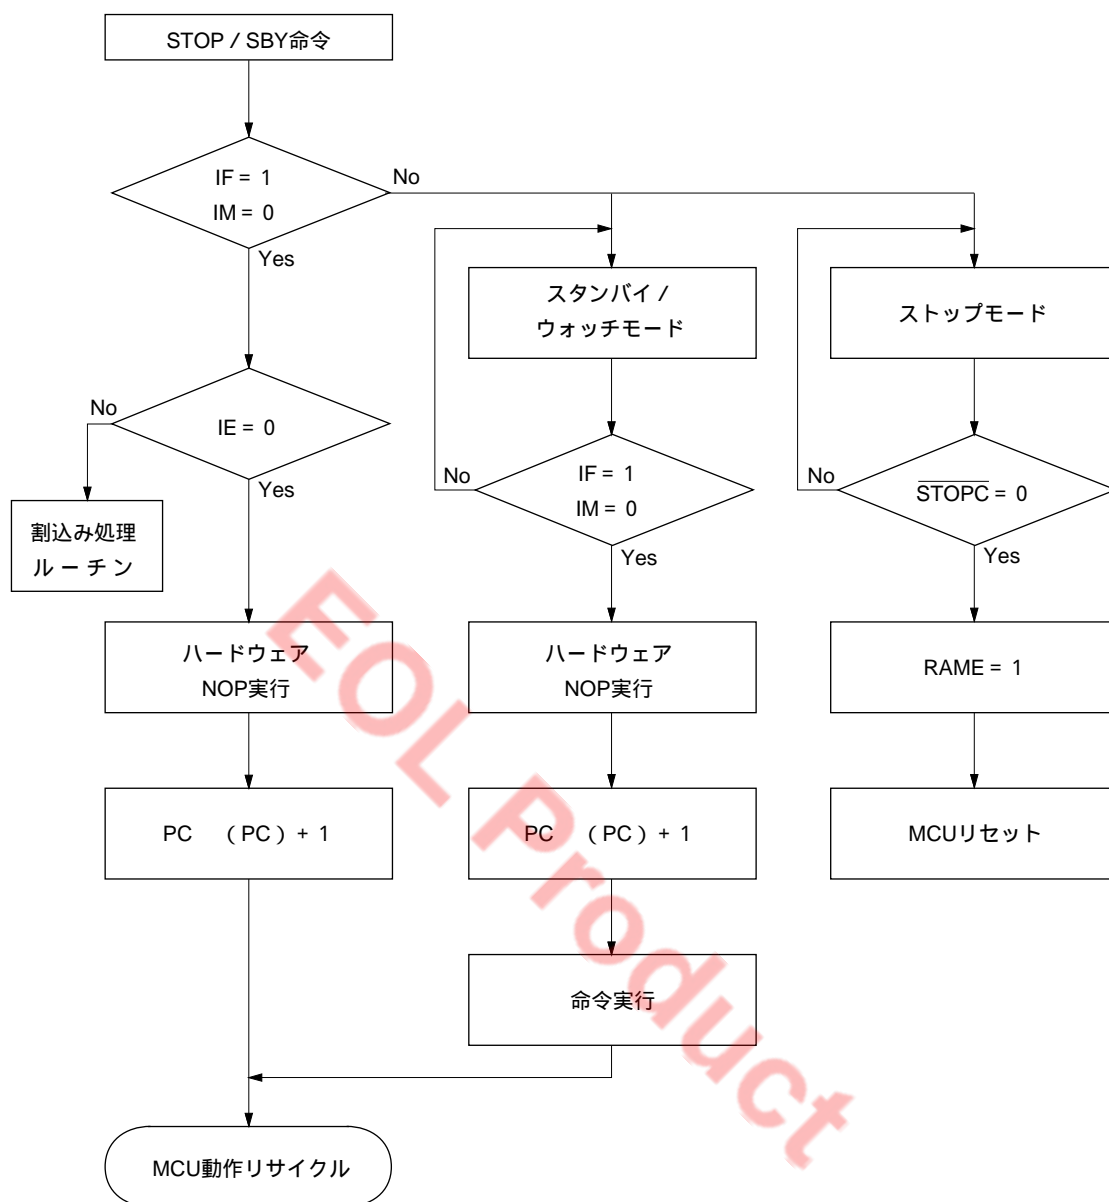 STOP / SBY命令
IF = 1
IM = 0
No
Yes
IE = 0
No
Yes
割込み処理
ルーチン
ハードウェア
NOP実行
PC （PC）+ 1
スタンバイ /
ウォッチモード
IF = 1
IM = 0
No
Yes
ハードウェア
NOP実行
PC （PC）+ 1
命令実行
ストップモード
STOPC = 0
No
Yes
RAME = 1
MCUリセット
MCU動作リサイクル
EOL Product